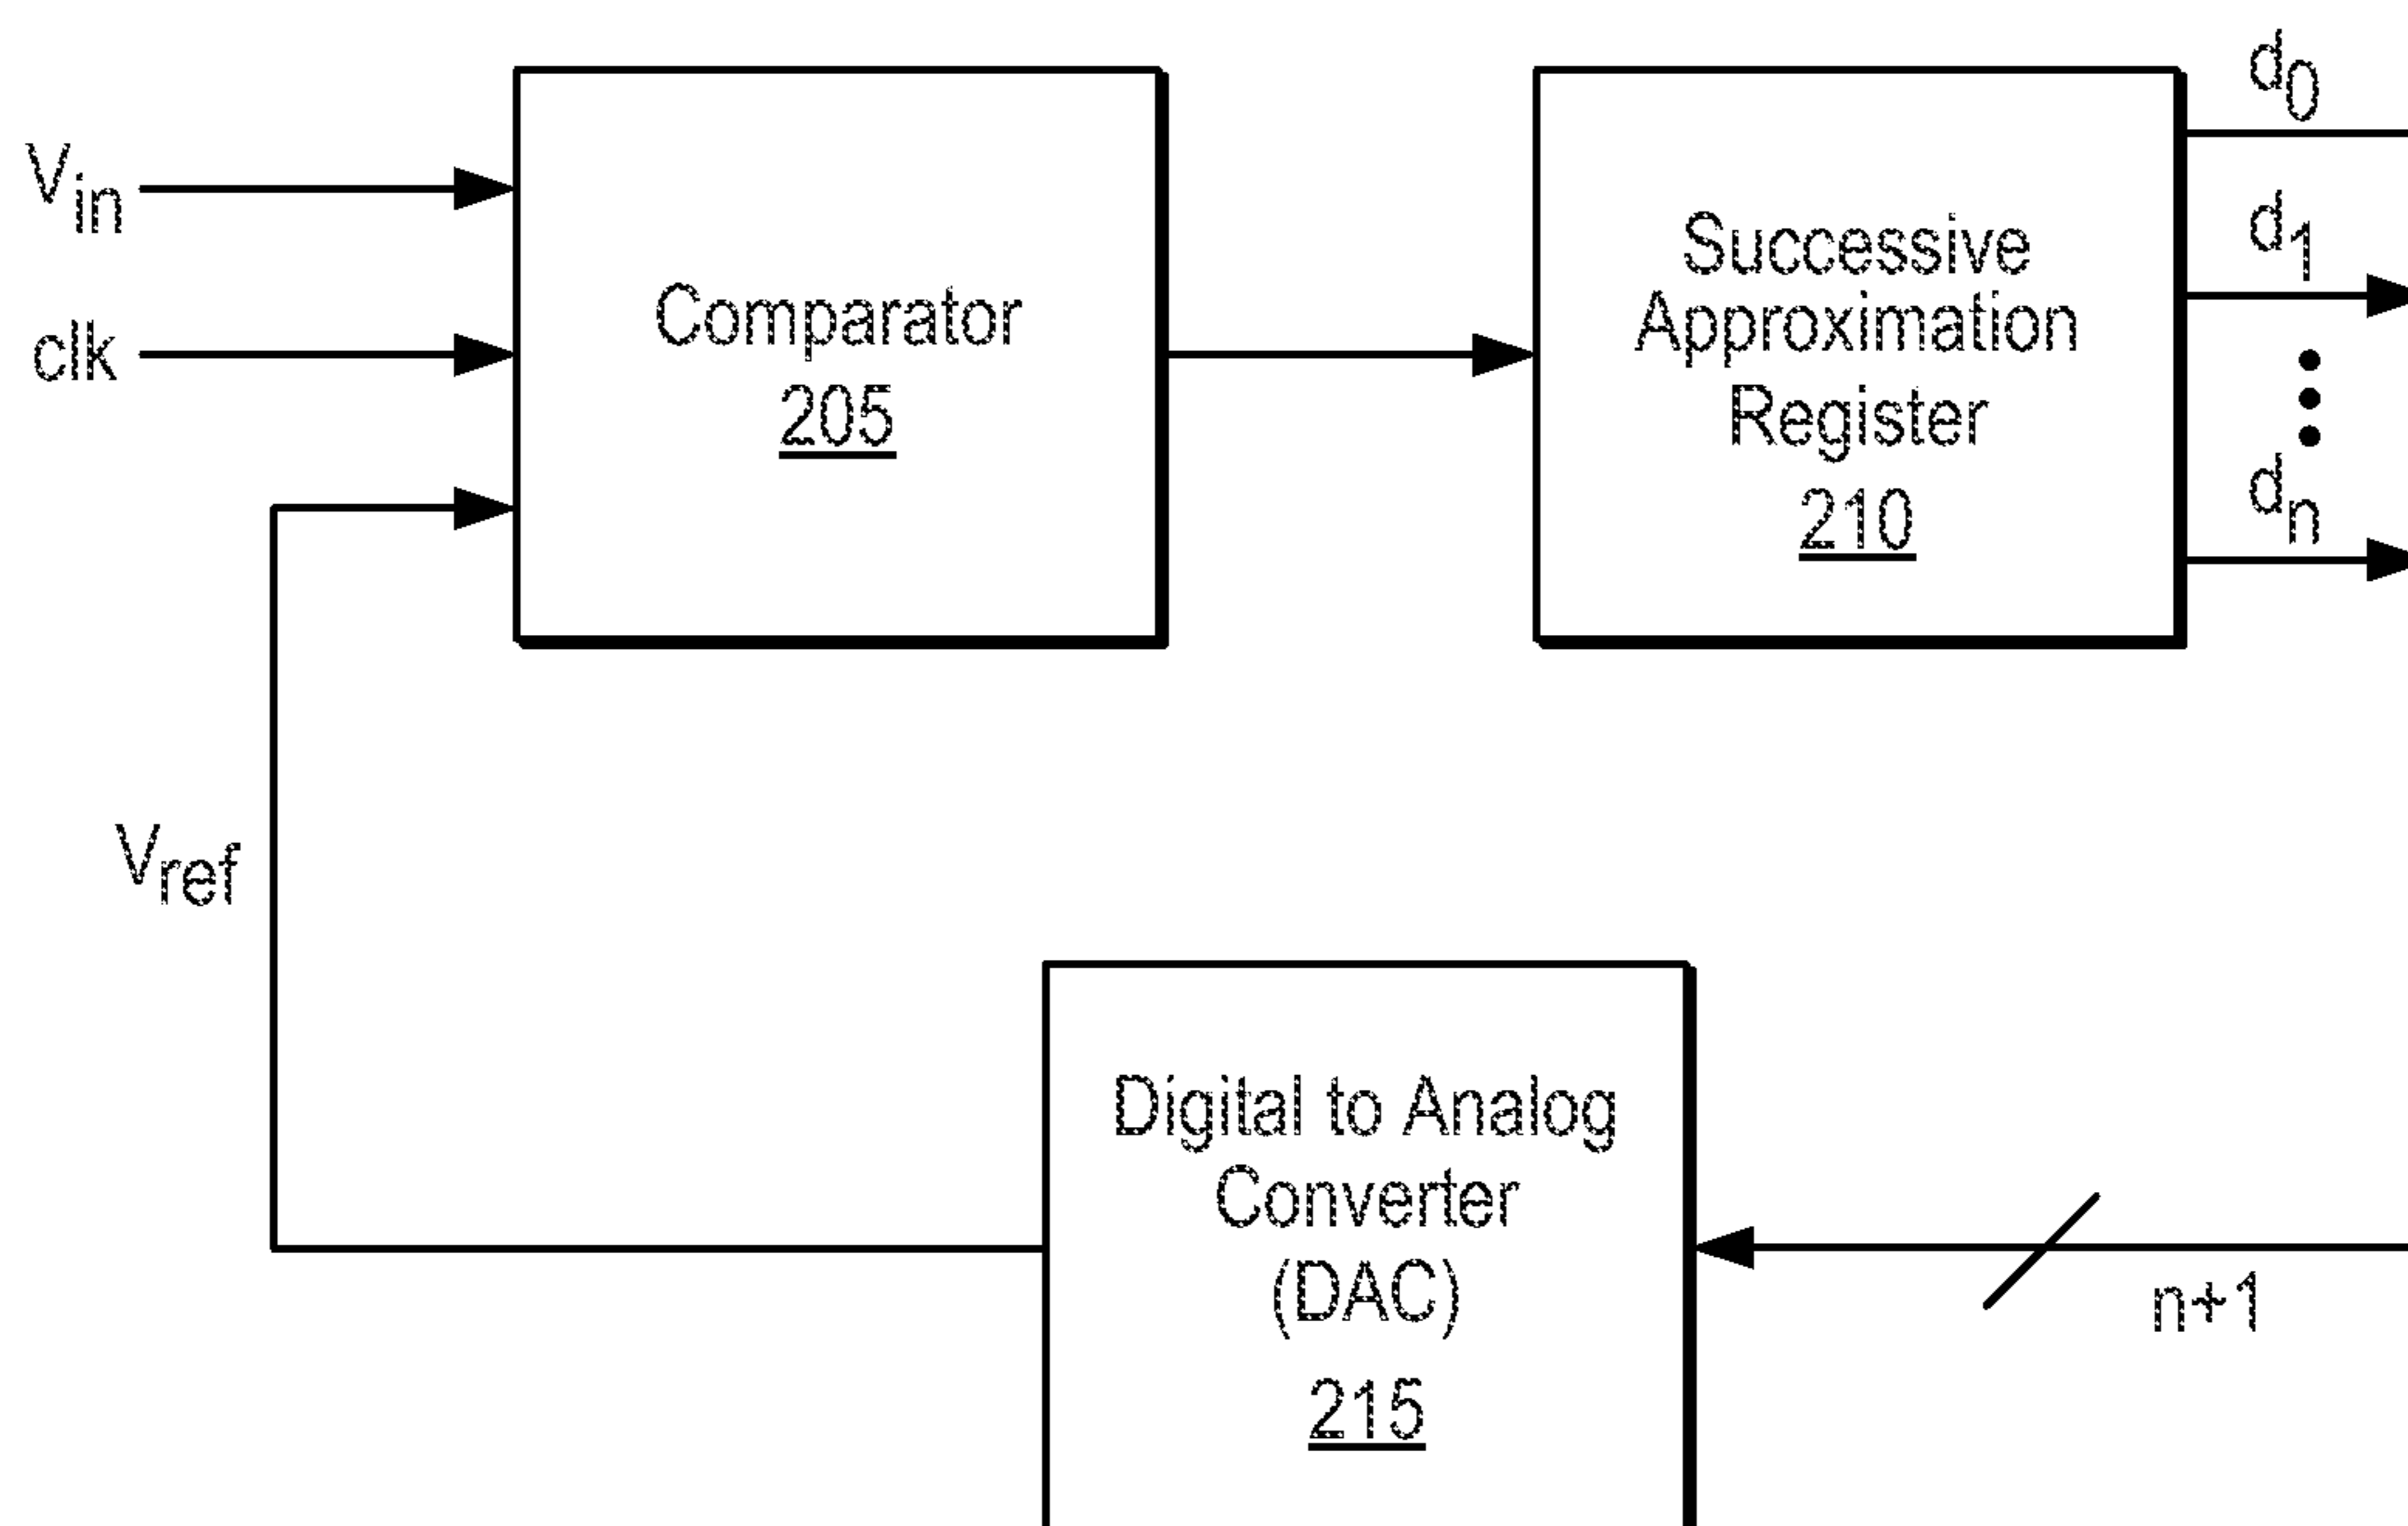 V_in
clk
Comparator
205
Successive
Approximation
Register
210
d_0
d_1
d_n
V_ref
Digital to Analog
Converter
(DAC)
215
n+1